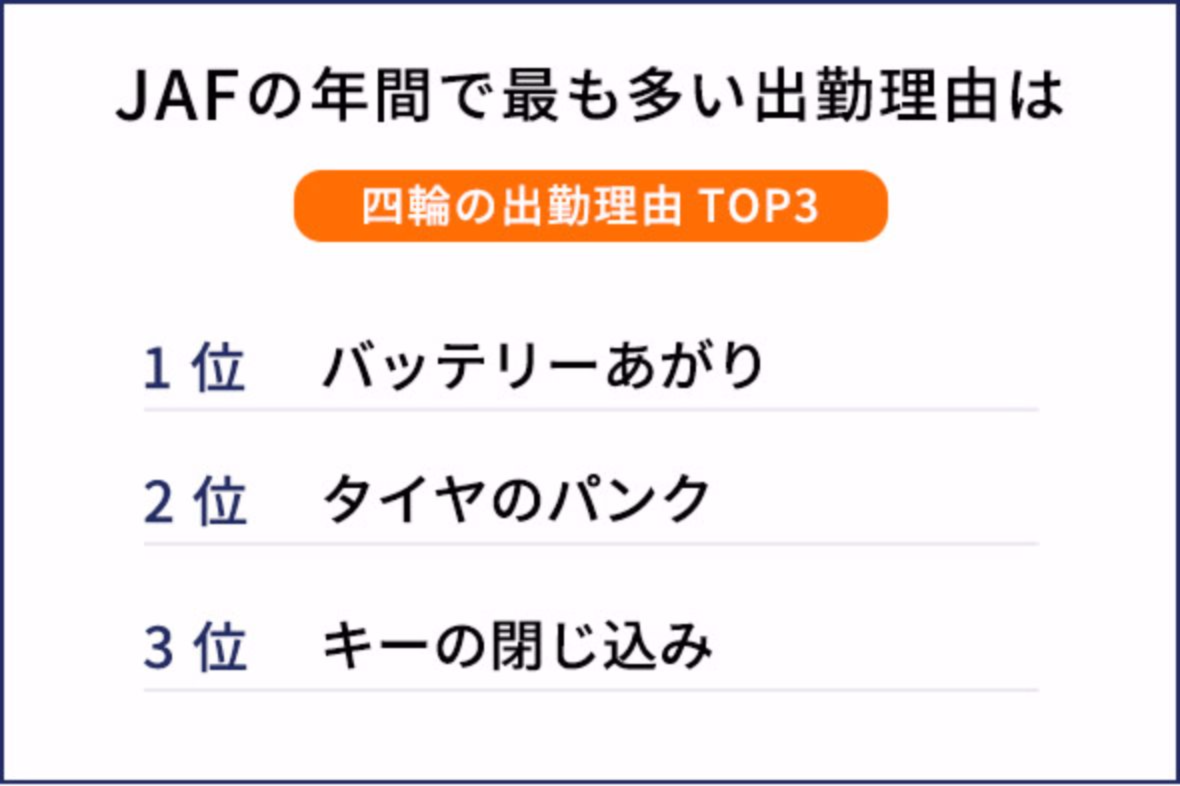 JAFの年間で最も多い出勤理由は
四輪の出勤理由 TOP3
1位 バッテリーあがり
2位 タイヤのパンク
3位 キーの閉じ込み